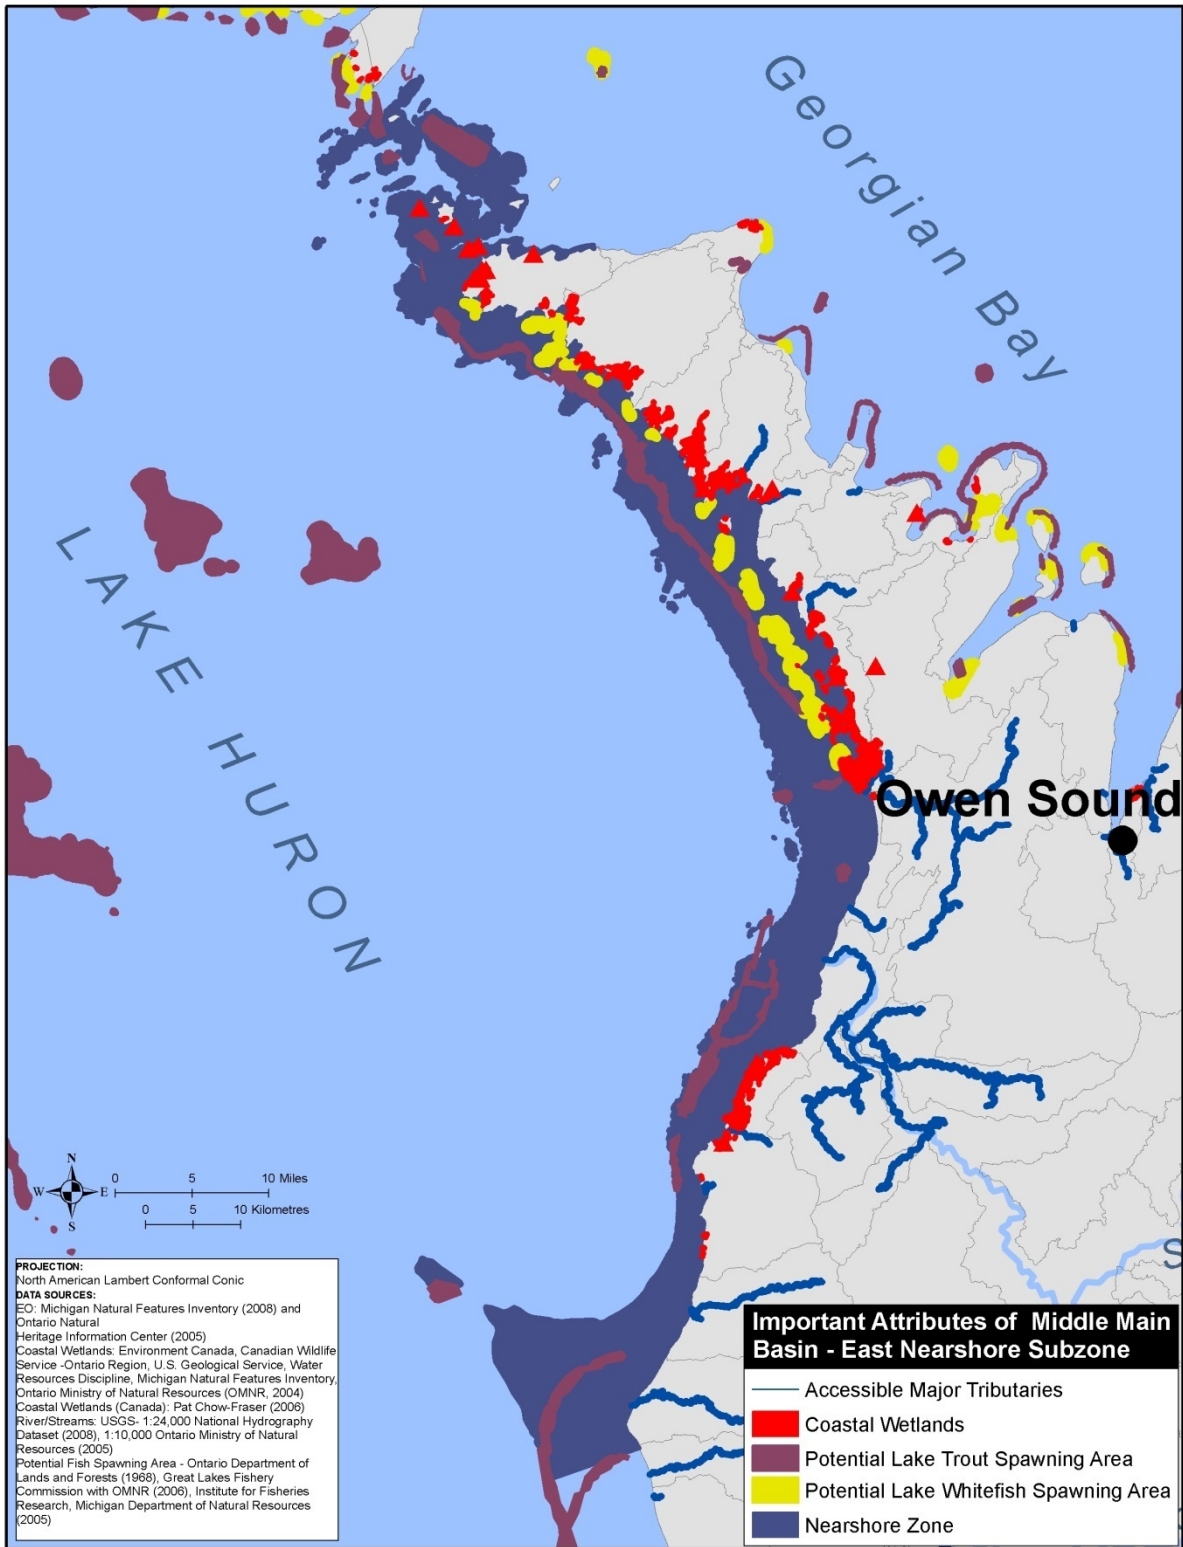 Georgian Bay
LAKE HURON
Owen Sound
N
W E
S
0 5 10 Miles
0 5 10 Kilometres
S
PROJECTION:
North American Lambert Conformal Conic
DATA SOURCES:
EO: Michigan Natural Features Inventory (2008) and
Ontario Natural
Heritage Information Center (2005)
Coastal Wetlands: Environment Canada, Canadian Wildlife
Service -Ontario Region, U.S. Geological Service, Water
Resources Discipline, Michigan Natural Features Inventory,
Ontario Ministry of Natural Resources (OMNR, 2004)
Coastal Wetlands (Canada): Pat Chow-Fraser (2006)
River/Streams: USGS- 1:24,000 National Hydrography
Dataset (2008), 1:10,000 Ontario Ministry of Natural
Resources (2005)
Potential Fish Spawning Area - Ontario Department of
Lands and Forests (1968), Great Lakes Fishery
Commission with OMNR (2006), Institute for Fisheries
Research, Michigan Department of Natural Resources
(2005)
Important Attributes of Middle Main
Basin - East Nearshore Subzone
Accessible Major Tributaries
Coastal Wetlands
Potential Lake Trout Spawning Area
Potential Lake Whitefish Spawning Area
Nearshore Zone